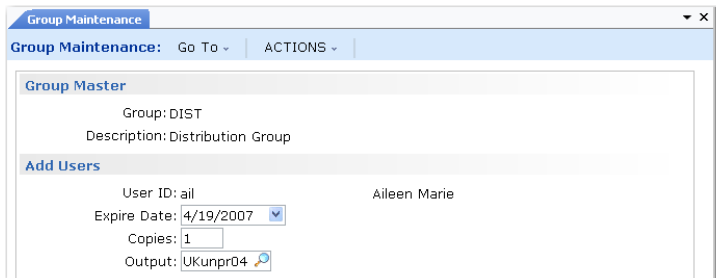 Group Maintenance
Group Maintenance: Go To ACTIONS
Group Master
Group: DIST
Description: Distribution Group
Add Users
User ID: ail Aileen Marie
Expire Date: 4/19/2007
Copies: 1
Output: UKunpr04